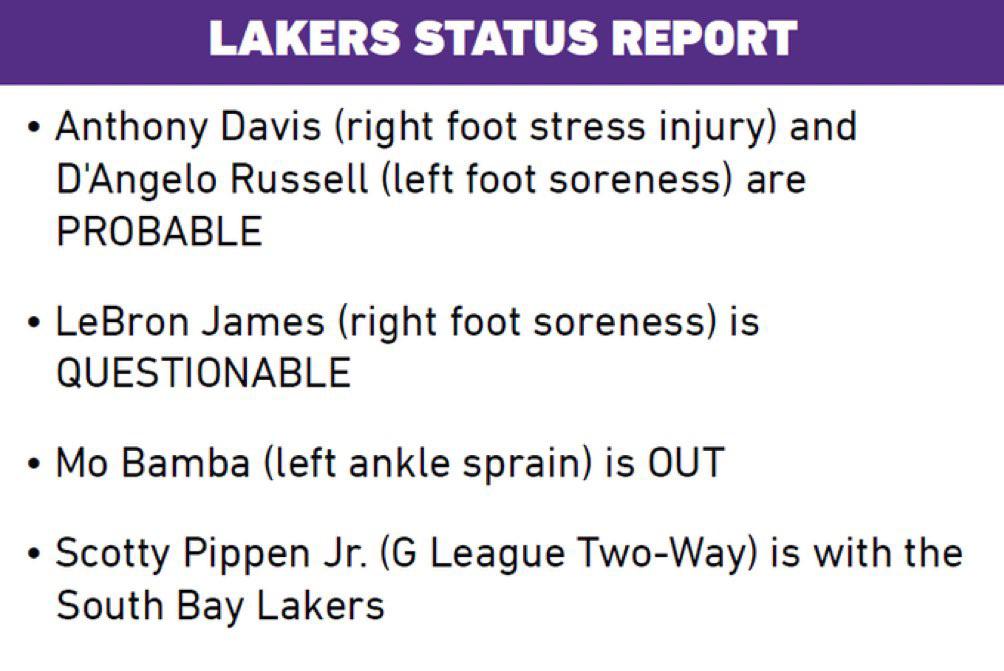 LAKERS STATUS REPORT
• Anthony Davis (right foot stress injury) and
D'Angelo Russell (left foot soreness) are
PROBABLE
• LeBron James (right foot soreness) is
QUESTIONABLE
• Mo Bamba (left ankle sprain) is OUT
• Scotty Pippen Jr. (G League Two-Way) is with the
South Bay Lakers